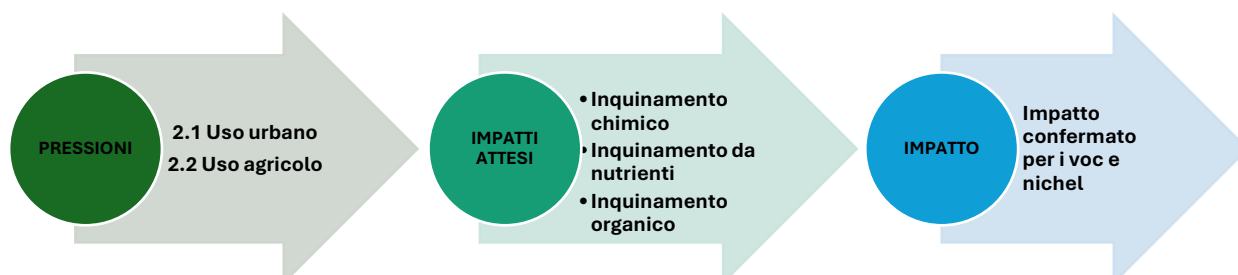 PRESSIONI
2.1 Uso urbano
2.2 Uso agricolo
IMPATTI
ATTESI
•Inquinamento
chimico
•Inquinamento da
nutrienti
•Inquinamento
organico
IMPATTO
Impatto
confermato
per i voc e
nichel